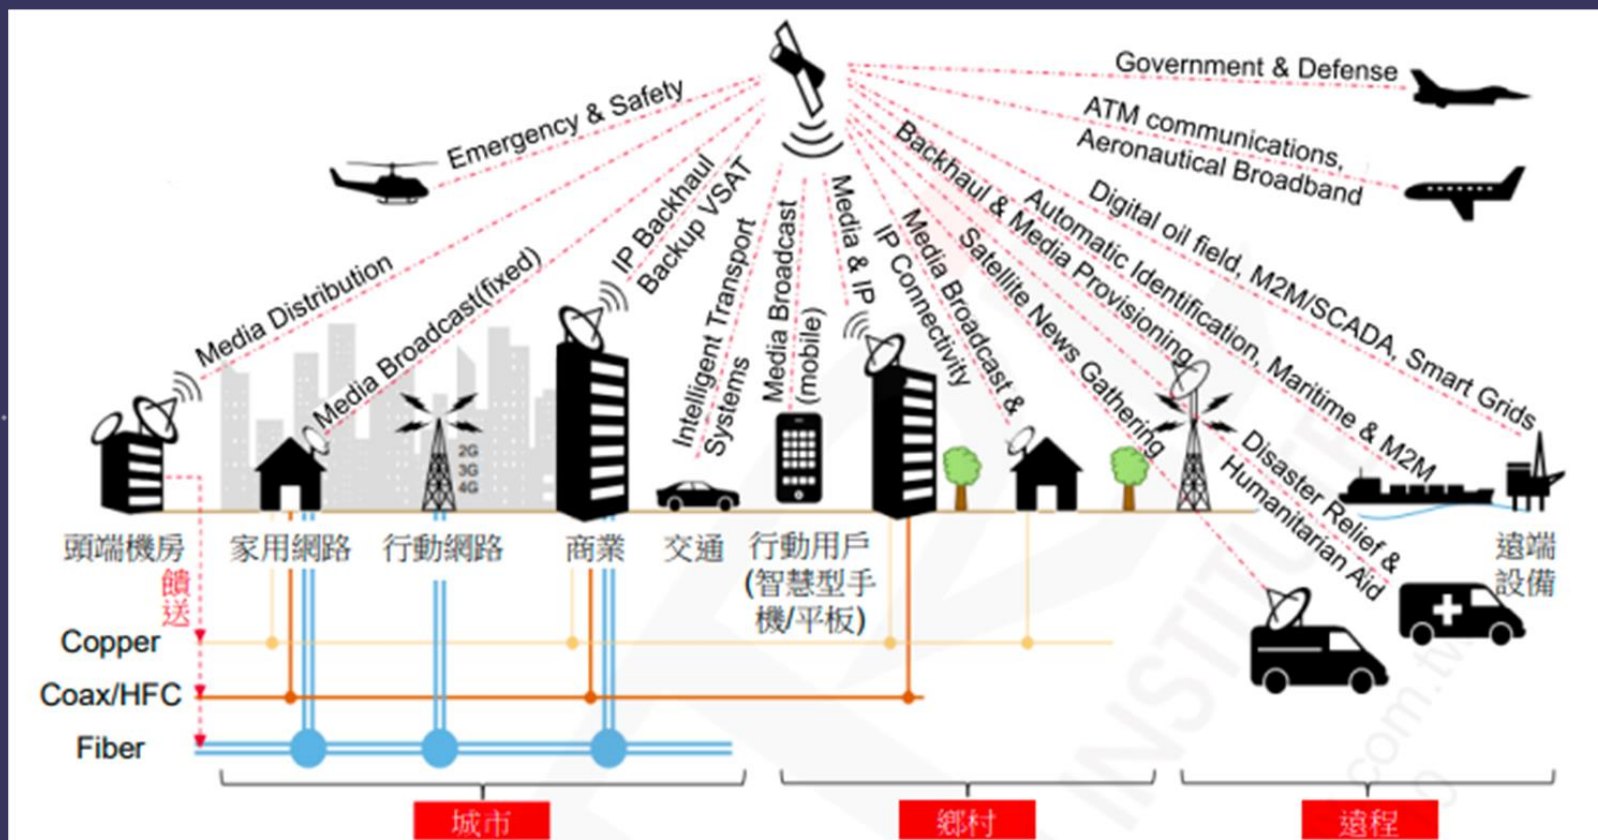 Government & Defense
ATM communications,
Aeronautical Broadband
Emergency & Safety
Media Distribution
Media Broadcast(fixed)
IP Backhaul
Backup VSAT
Intelligent Transport
Systems
Media Broadcast
(mobile)
Media & IP
Media Broadcast &
IP Connectivity
Satellite News Gathering
Backhaul & Media Provisioning
Automatic Identification, Maritime & M2M
Digital oil field, M2M/SCADA, Smart Grids
Disaster Relief &
Humanitarian Aid
2G
3G
4G
頭端機房
家用網路
行動網路
商業
交通
行動用戶
(智慧型手
機/平板)
遠端
設備
饋送
Copper
Coax/HFC
Fiber
城市
鄉村
遠程
INSTITUTE
com.tw